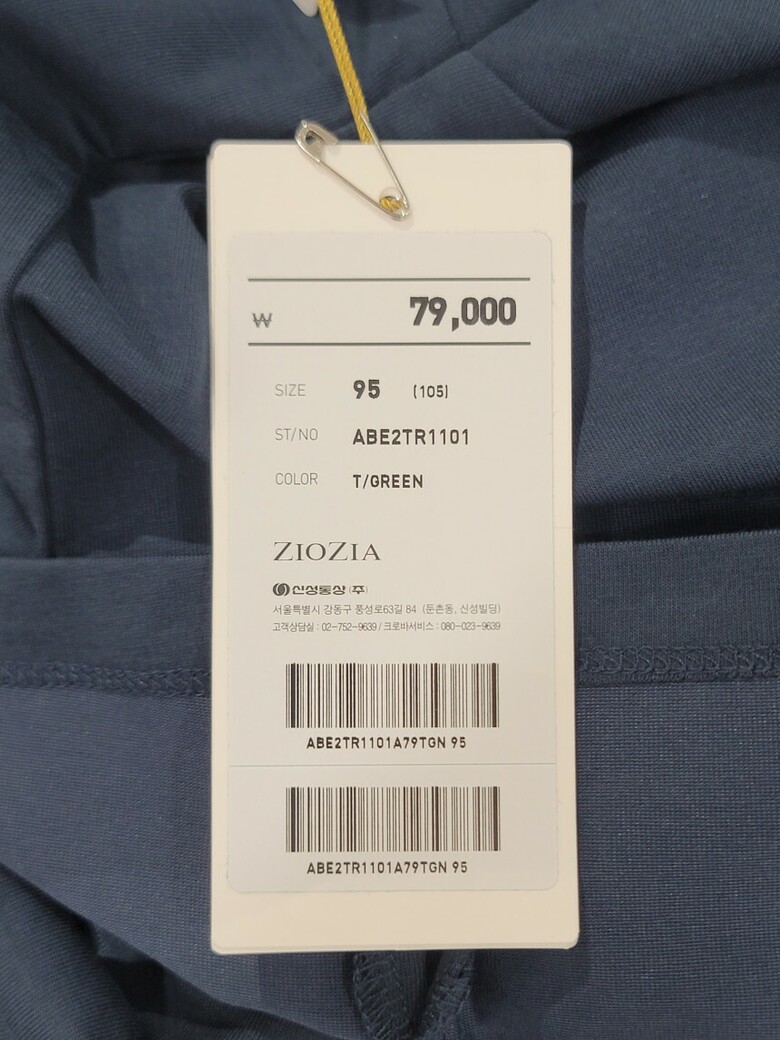 ₩ 79,000
SIZE 95 (105)
ST/NO ABE2TR1101
COLOR T/GREEN
ZIOZIA
신성통상(주)
서울특별시 강동구 풍성로63길 84 (둔촌동, 신성빌딩)
고객상담실 : 02-752-9639 / 크로바서비스 : 080-023-9639
ABE2TR1101A79TGN 95
ABE2TR1101A79TGN 95